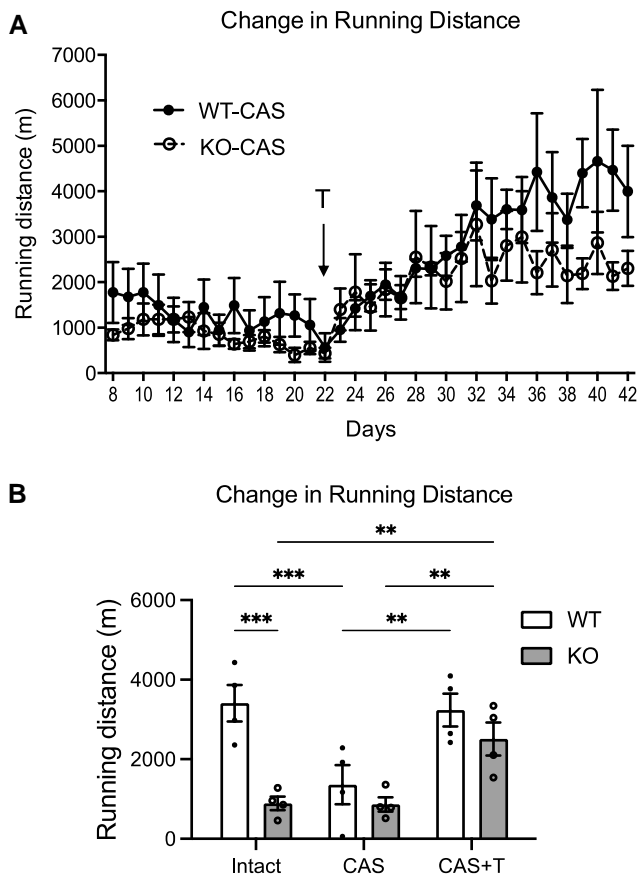 A
Change in Running Distance
7000
6000
5000
4000
3000
2000
1000
0
Running distance (m)
WT-CAS
KO-CAS
T
8 10 12 14 16 18 20 22 24 26 28 30 32 34 36 38 40 42
Days
B
Change in Running Distance
**
*** **
*** **
6000
4000
2000
0
Running distance (m)
WT
KO
Intact CAS CAS+T